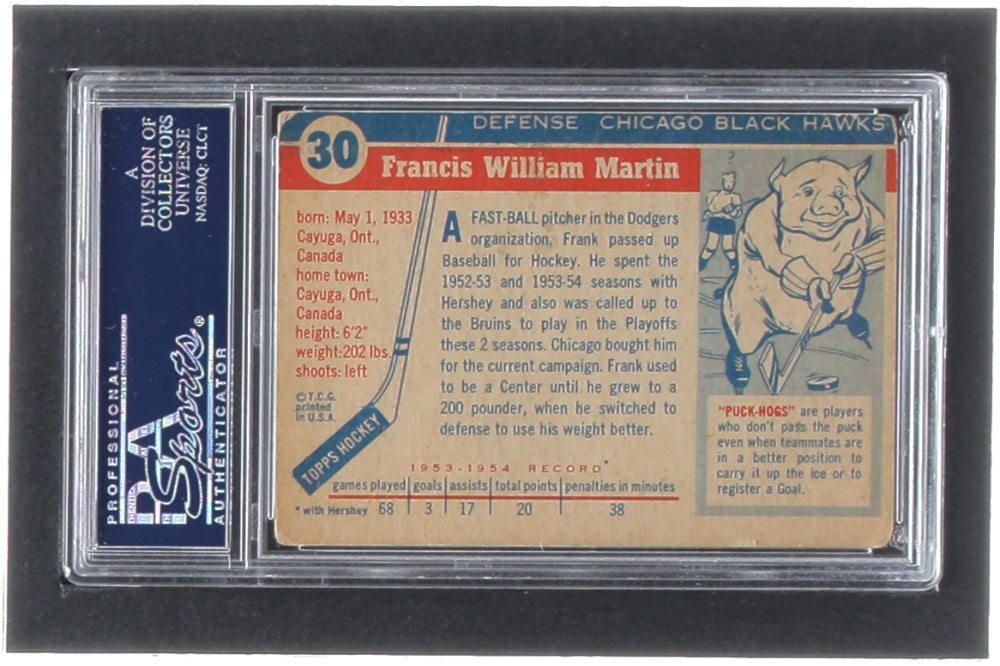 A
DIVISION OF
COLLECTORS
UNIVERSE
NASDAQ: CLCT
PROFESSIONAL
PSA
Sports®
AUTHENTICATOR
DEFENSE CHICAGO BLACK HAWKS
30
Francis William Martin
born: May 1, 1933
Cayuga, Ont.,
Canada
home town:
Cayuga, Ont.,
Canada
height: 6'2"
weight: 202 lbs.
shoots: left
© T.C.G.
printed
in U.S.A.
TOPPS HOCKEY
A FAST-BALL pitcher in the Dodgers
organization, Frank passed up
Baseball for Hockey. He spent the
1952-53 and 1953-54 seasons with
Hershey and also was called up to
the Bruins to play in the Playoffs
these 2 seasons. Chicago bought him
for the current campaign. Frank used
to be a Center until he grew to a
200 pounder, when he switched to
defense to use his weight better.
1953-1954 RECORD*
games played goals assists total points penalties in minutes
* with Hershey 68 3 17 20 38
?
"PUCK-HOGS" are players
who don't pass the puck
even when teammates are
in a better position to
carry it up the ice or to
register a Goal.